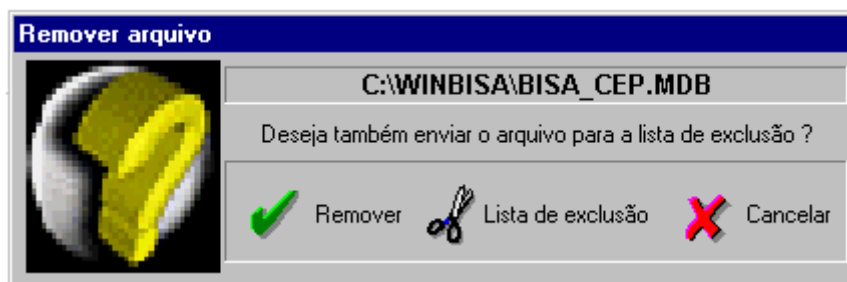 Remover arquivo
C:\WINBISA\BISA_CEP.MDB
Deseja também enviar o arquivo para a lista de exclusão ?
Remover Lista de exclusão Cancelar